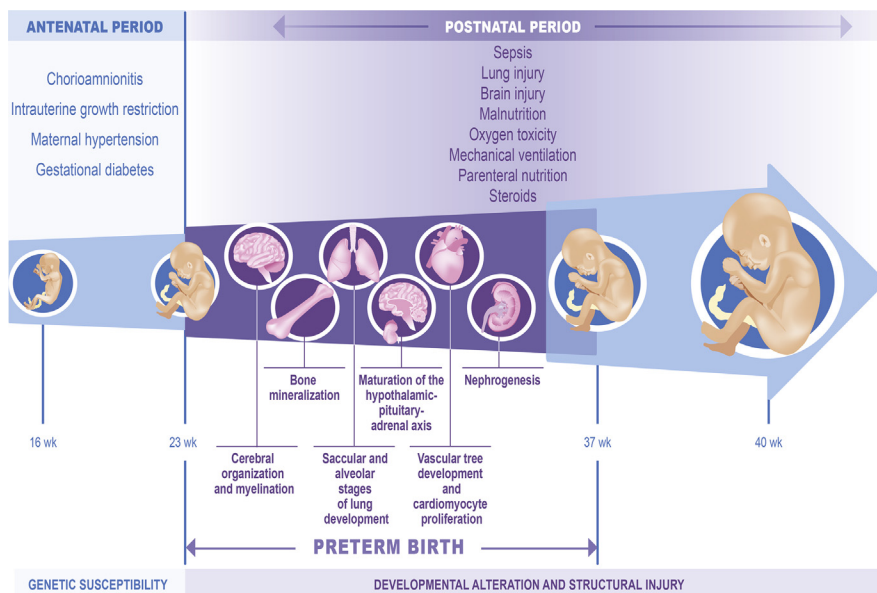 ANTENATAL PERIOD
POSTNATAL PERIOD
Chorioamnionitis
Intrauterine growth restriction
Maternal hypertension
Gestational diabetes
Sepsis
Lung injury
Brain injury
Malnutrition
Oxygen toxicity
Mechanical ventilation
Parenteral nutrition
Steroids
Bone
mineralization
Maturation of the
hypothalamic-
pituitary-
adrenal axis
Nephrogenesis
16 wk
23 wk
37 wk
40 wk
Cerebral
organization
and myelination
Saccular and
alveolar
stages
of lung
development
Vascular tree
development
and
cardiomyocyte
proliferation
PRETERM BIRTH
GENETIC SUSCEPTIBILITY
DEVELOPMENTAL ALTERATION AND STRUCTURAL INJURY